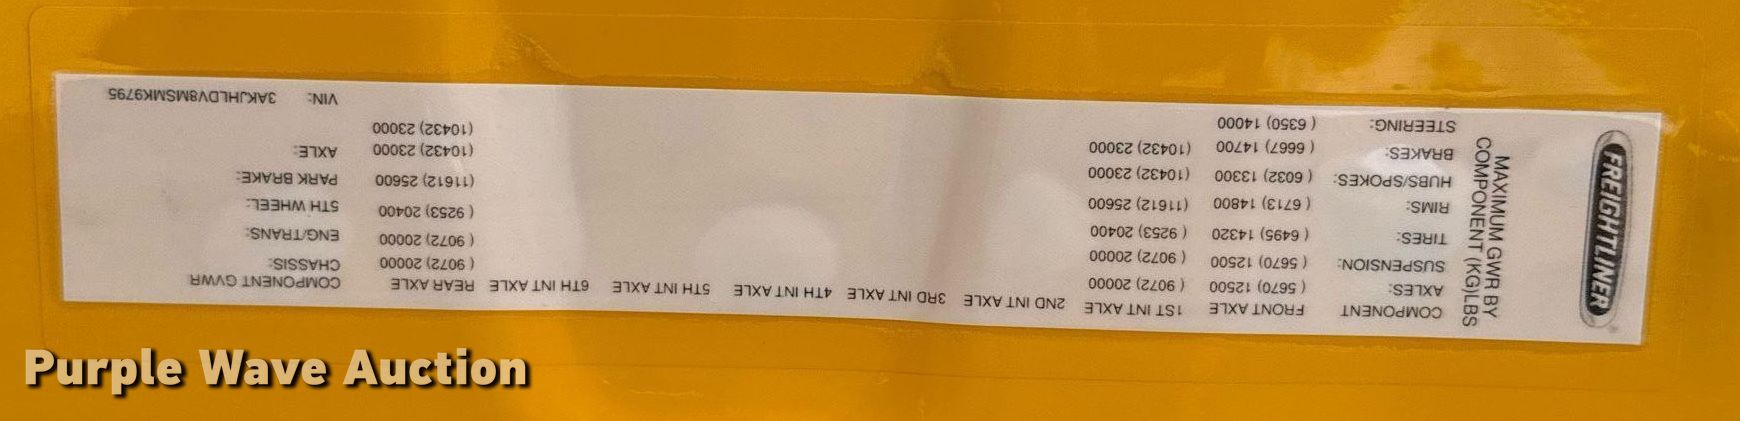 FREIGHTLINER
MAXIMUM GWR BY
COMPONENT (KG)LBS
COMPONENT FRONT AXLE 1ST INT AXLE 2ND INT AXLE 3RD INT AXLE 4TH INT AXLE 5TH INT AXLE 6TH INT AXLE REAR AXLE COMPONENT GVWR
AXLES: ( 5670) 12500 ( 9072) 20000 ( 9072) 20000 CHASSIS:
SUSPENSION: ( 5670) 12500 ( 9072) 20000 ( 9072) 20000 ENG/TRANS:
TIRES: ( 6495) 14320 ( 9253) 20400 ( 9253) 20400 5TH WHEEL:
RIMS: ( 6713) 14800 (11612) 25600 (11612) 25600 PARK BRAKE:
HUBS/SPOKES: ( 6032) 13300 (10432) 23000 (10432) 23000 AXLE:
BRAKES: ( 6667) 14700 (10432) 23000 (10432) 23000
STEERING: ( 6350) 14000 VIN: 3AKJHLDV8MSMK9795
Purple Wave Auction